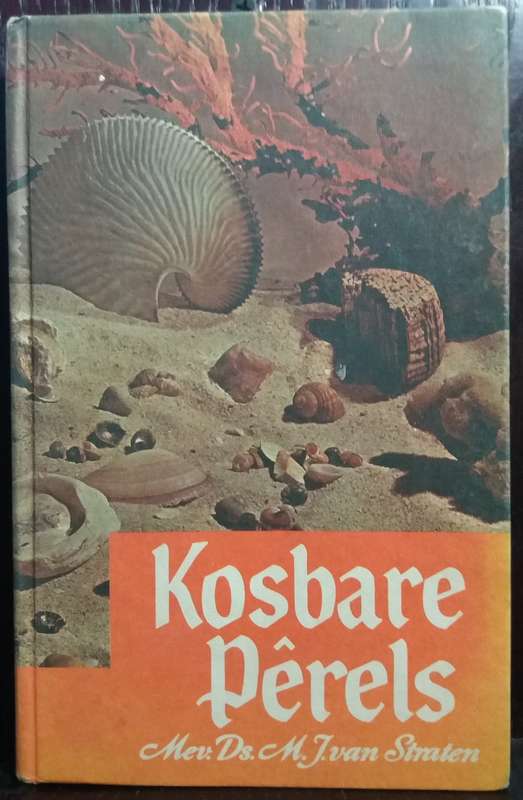 Kosbare
Pêrels
Mev. Ds. M. J. van Straten